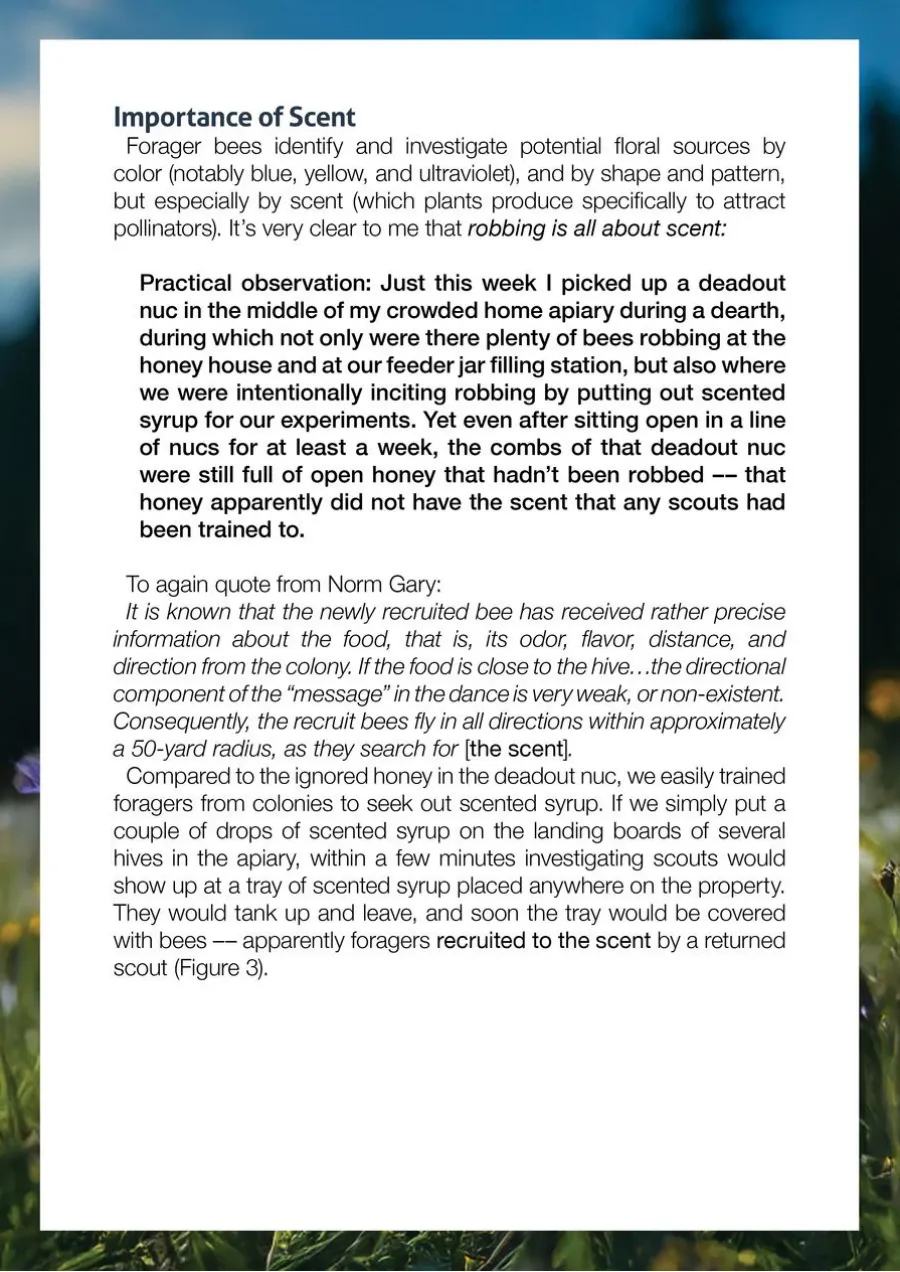 Importance of Scent
Forager bees identify and investigate potential floral sources by
color (notably blue, yellow, and ultraviolet), and by shape and pattern,
but especially by scent (which plants produce specifically to attract
pollinators). It’s very clear to me that robbing is all about scent:
Practical observation: Just this week I picked up a deadout
nuc in the middle of my crowded home apiary during a dearth,
during which not only were there plenty of bees robbing at the
honey house and at our feeder jar filling station, but also where
we were intentionally inciting robbing by putting out scented
syrup for our experiments. Yet even after sitting open in a line
of nucs for at least a week, the combs of that deadout nuc
were still full of open honey that hadn’t been robbed –– that
honey apparently did not have the scent that any scouts had
been trained to.
To again quote from Norm Gary:
It is known that the newly recruited bee has received rather precise
information about the food, that is, its odor, flavor, distance, and
direction from the colony. If the food is close to the hive…the directional
component of the “message” in the dance is very weak, or non-existent.
Consequently, the recruit bees fly in all directions within approximately
a 50-yard radius, as they search for [the scent].
Compared to the ignored honey in the deadout nuc, we easily trained
foragers from colonies to seek out scented syrup. If we simply put a
couple of drops of scented syrup on the landing boards of several
hives in the apiary, within a few minutes investigating scouts would
show up at a tray of scented syrup placed anywhere on the property.
They would tank up and leave, and soon the tray would be covered
with bees –– apparently foragers recruited to the scent by a returned
scout (Figure 3).